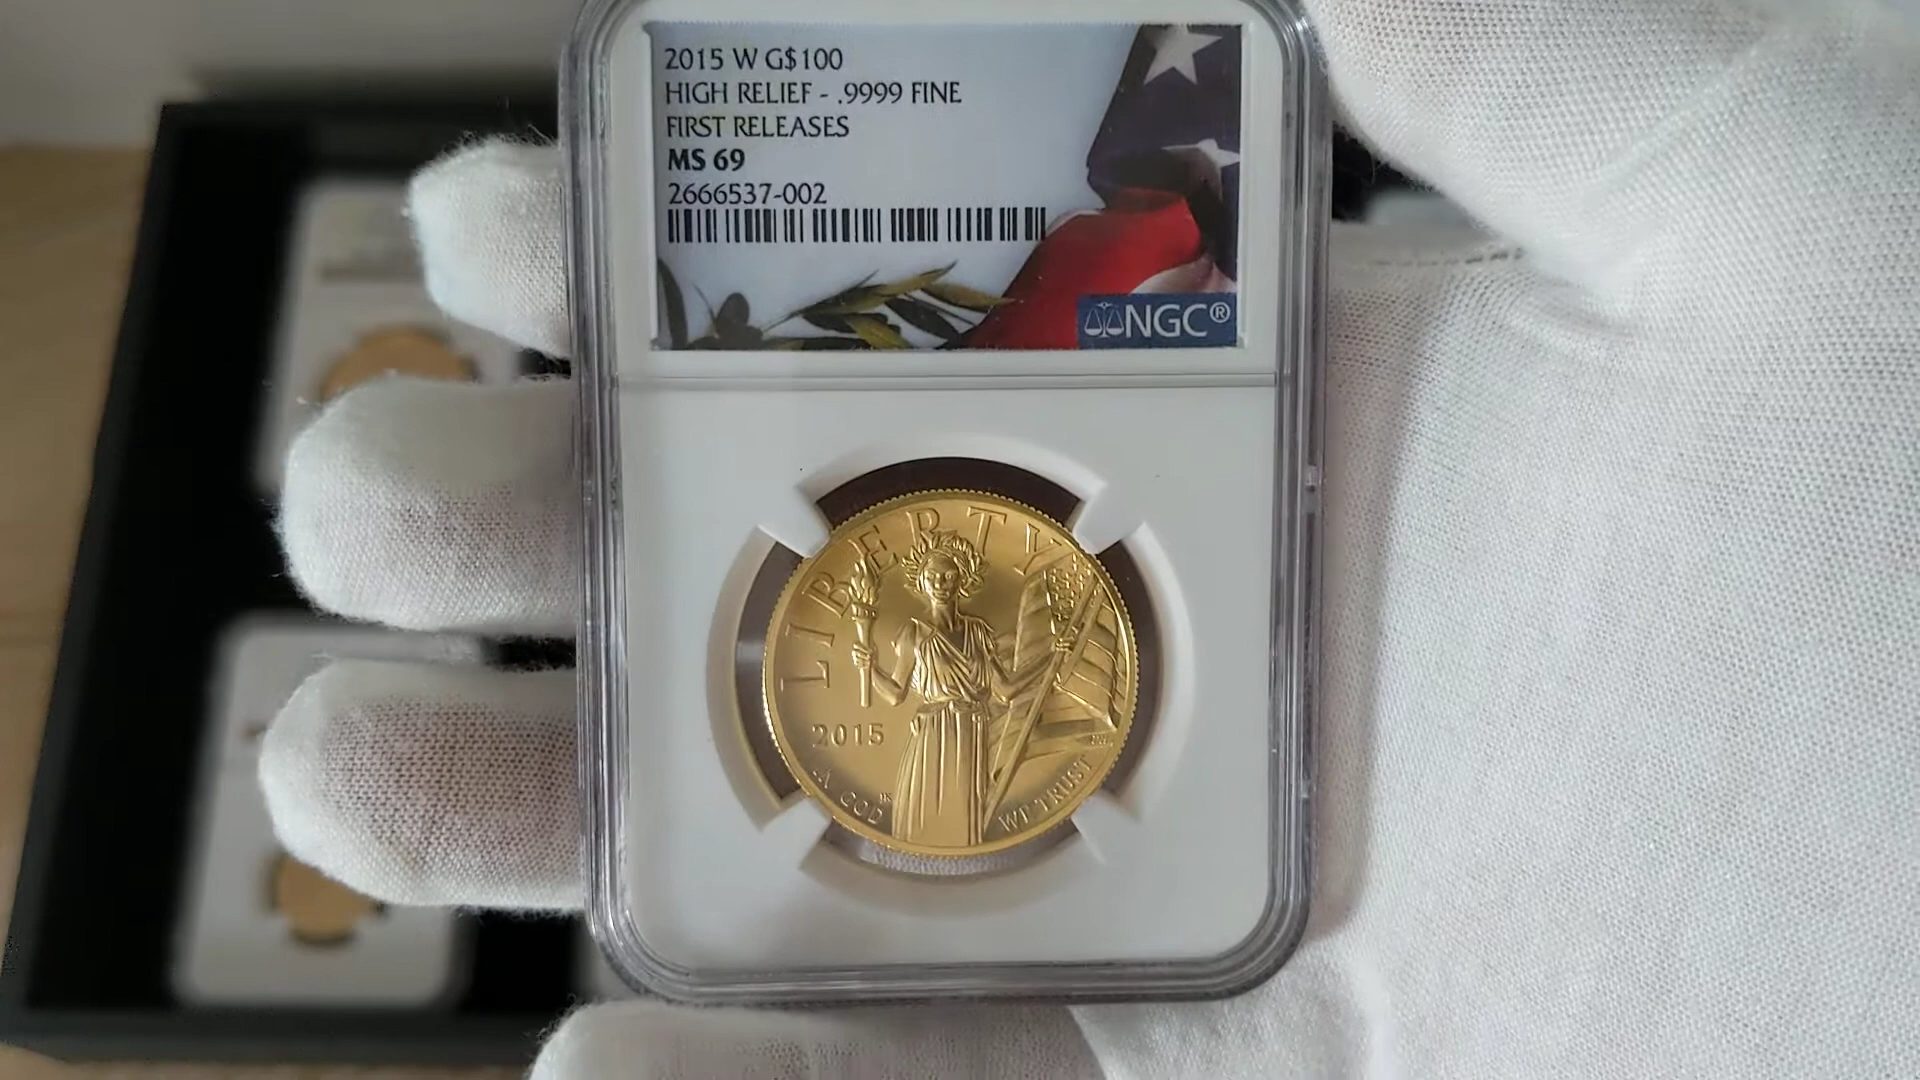 2015 W G$100
HIGH RELIEF - .9999 FINE
FIRST RELEASES
MS 69
2666537-002
NGC®
LIBERTY
2015
GOD WE TRUST